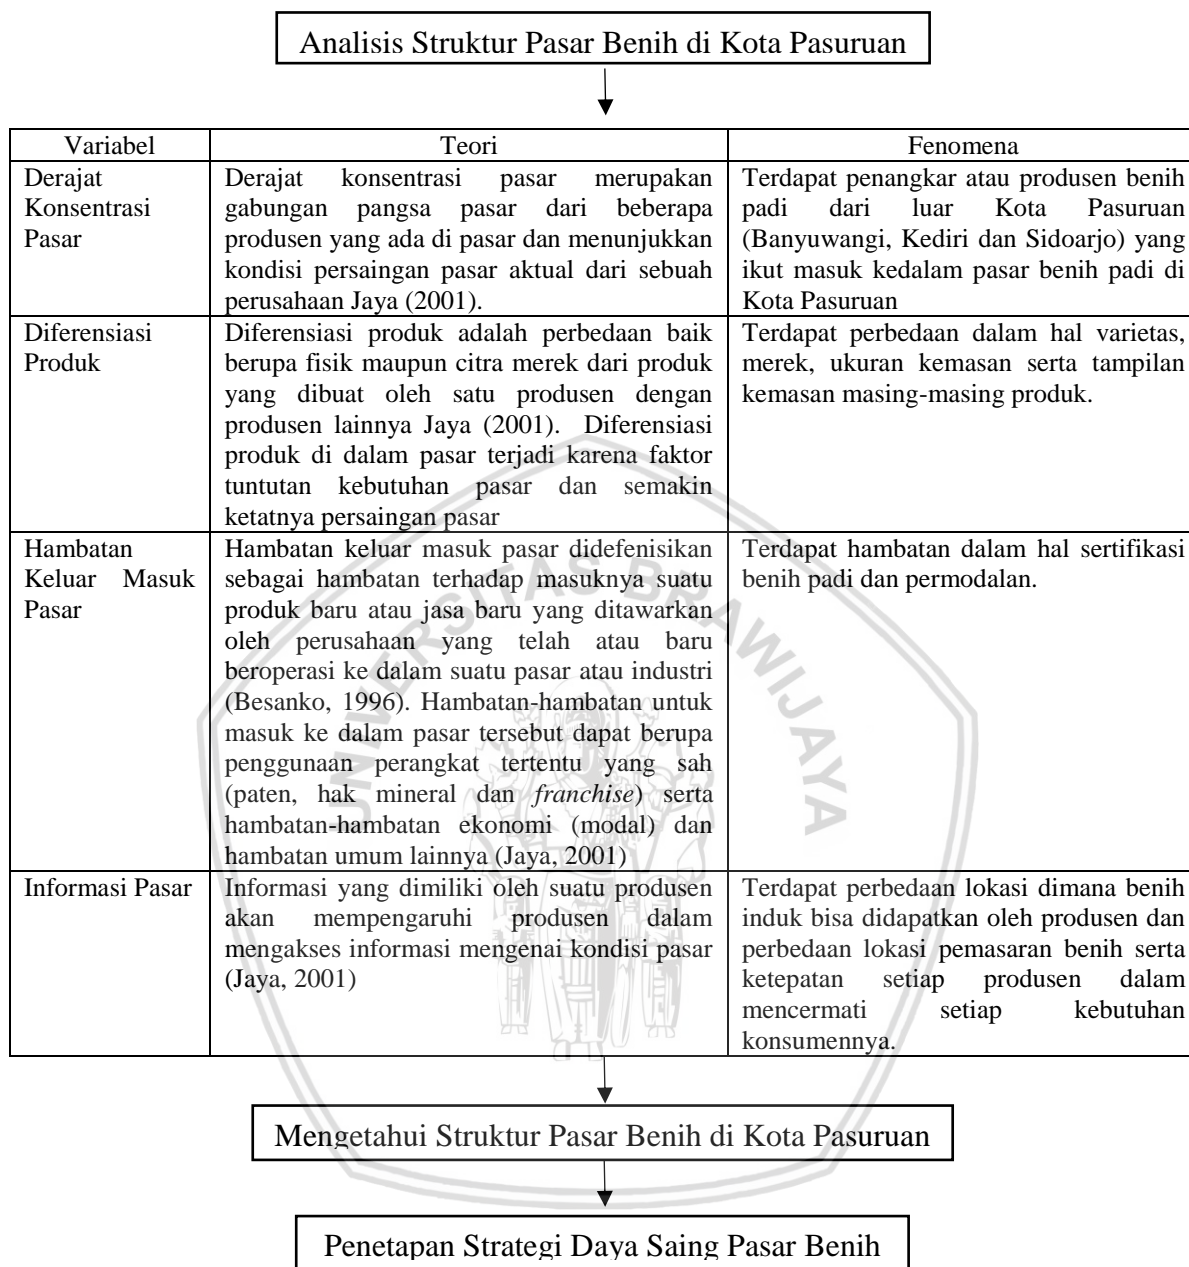 Analisis Struktur Pasar Benih di Kota Pasuruan
Variabel
Teori
Fenomena
Derajat
Konsentrasi
Pasar
Derajat konsentrasi pasar merupakan
gabungan pangsa pasar dari beberapa
produsen yang ada di pasar dan menunjukkan
kondisi persaingan pasar aktual dari sebuah
perusahaan Jaya (2001).
Terdapat penangkar atau produsen benih
padi dari luar Kota Pasuruan
(Banyuwangi, Kediri dan Sidoarjo) yang
ikut masuk kedalam pasar benih padi di
Kota Pasuruan
Diferensiasi
Produk
Diferensiasi produk adalah perbedaan baik
berupa fisik maupun citra merek dari produk
yang dibuat oleh satu produsen dengan
produsen lainnya Jaya (2001). Diferensiasi
produk di dalam pasar terjadi karena faktor
tuntutan kebutuhan pasar dan semakin
ketatnya persaingan pasar
Terdapat perbedaan dalam hal varietas,
merek, ukuran kemasan serta tampilan
kemasan masing-masing produk.
Hambatan
Keluar Masuk
Pasar
Hambatan keluar masuk pasar didefenisikan
sebagai hambatan terhadap masuknya suatu
produk baru atau jasa baru yang ditawarkan
oleh perusahaan yang telah atau baru
beroperasi ke dalam suatu pasar atau industri
(Besanko, 1996). Hambatan-hambatan untuk
masuk ke dalam pasar tersebut dapat berupa
penggunaan perangkat tertentu yang sah
(paten, hak mineral dan franchise) serta
hambatan-hambatan ekonomi (modal) dan
hambatan umum lainnya (Jaya, 2001)
Terdapat hambatan dalam hal sertifikasi
benih padi dan permodalan.
Informasi Pasar
Informasi yang dimiliki oleh suatu produsen
akan mempengaruhi produsen dalam
mengakses informasi mengenai kondisi pasar
(Jaya, 2001)
Terdapat perbedaan lokasi dimana benih
induk bisa didapatkan oleh produsen dan
perbedaan lokasi pemasaran benih serta
ketepatan setiap produsen dalam
mencermati setiap kebutuhan
konsumennya.
Mengetahui Struktur Pasar Benih di Kota Pasuruan
Penetapan Strategi Daya Saing Pasar Benih
UNIVERSITAS BRAWIJAYA